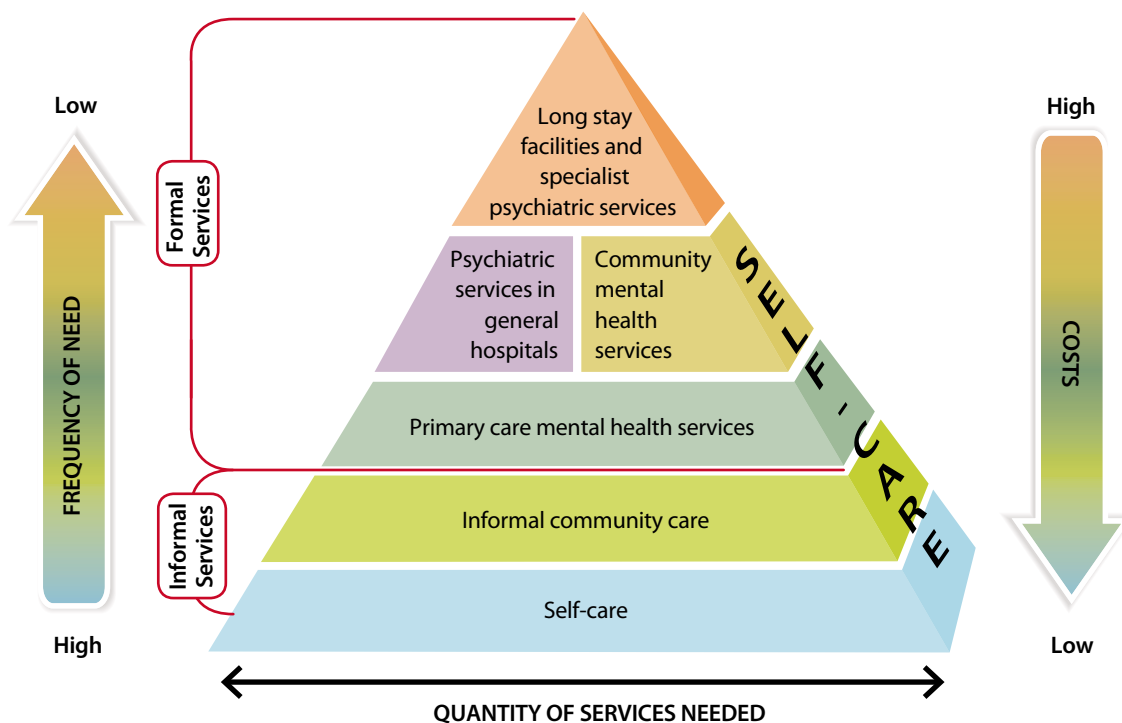 Low
High
FREQUENCY OF NEED
Formal
Services
Informal
Services
Long stay
facilities and
specialist
psychiatric services
Psychiatric
services in
general
hospitals
Community
mental
health
services
Primary care mental health services
Informal community care
Self-care
SELF-CARE
High
COSTS
Low
QUANTITY OF SERVICES NEEDED